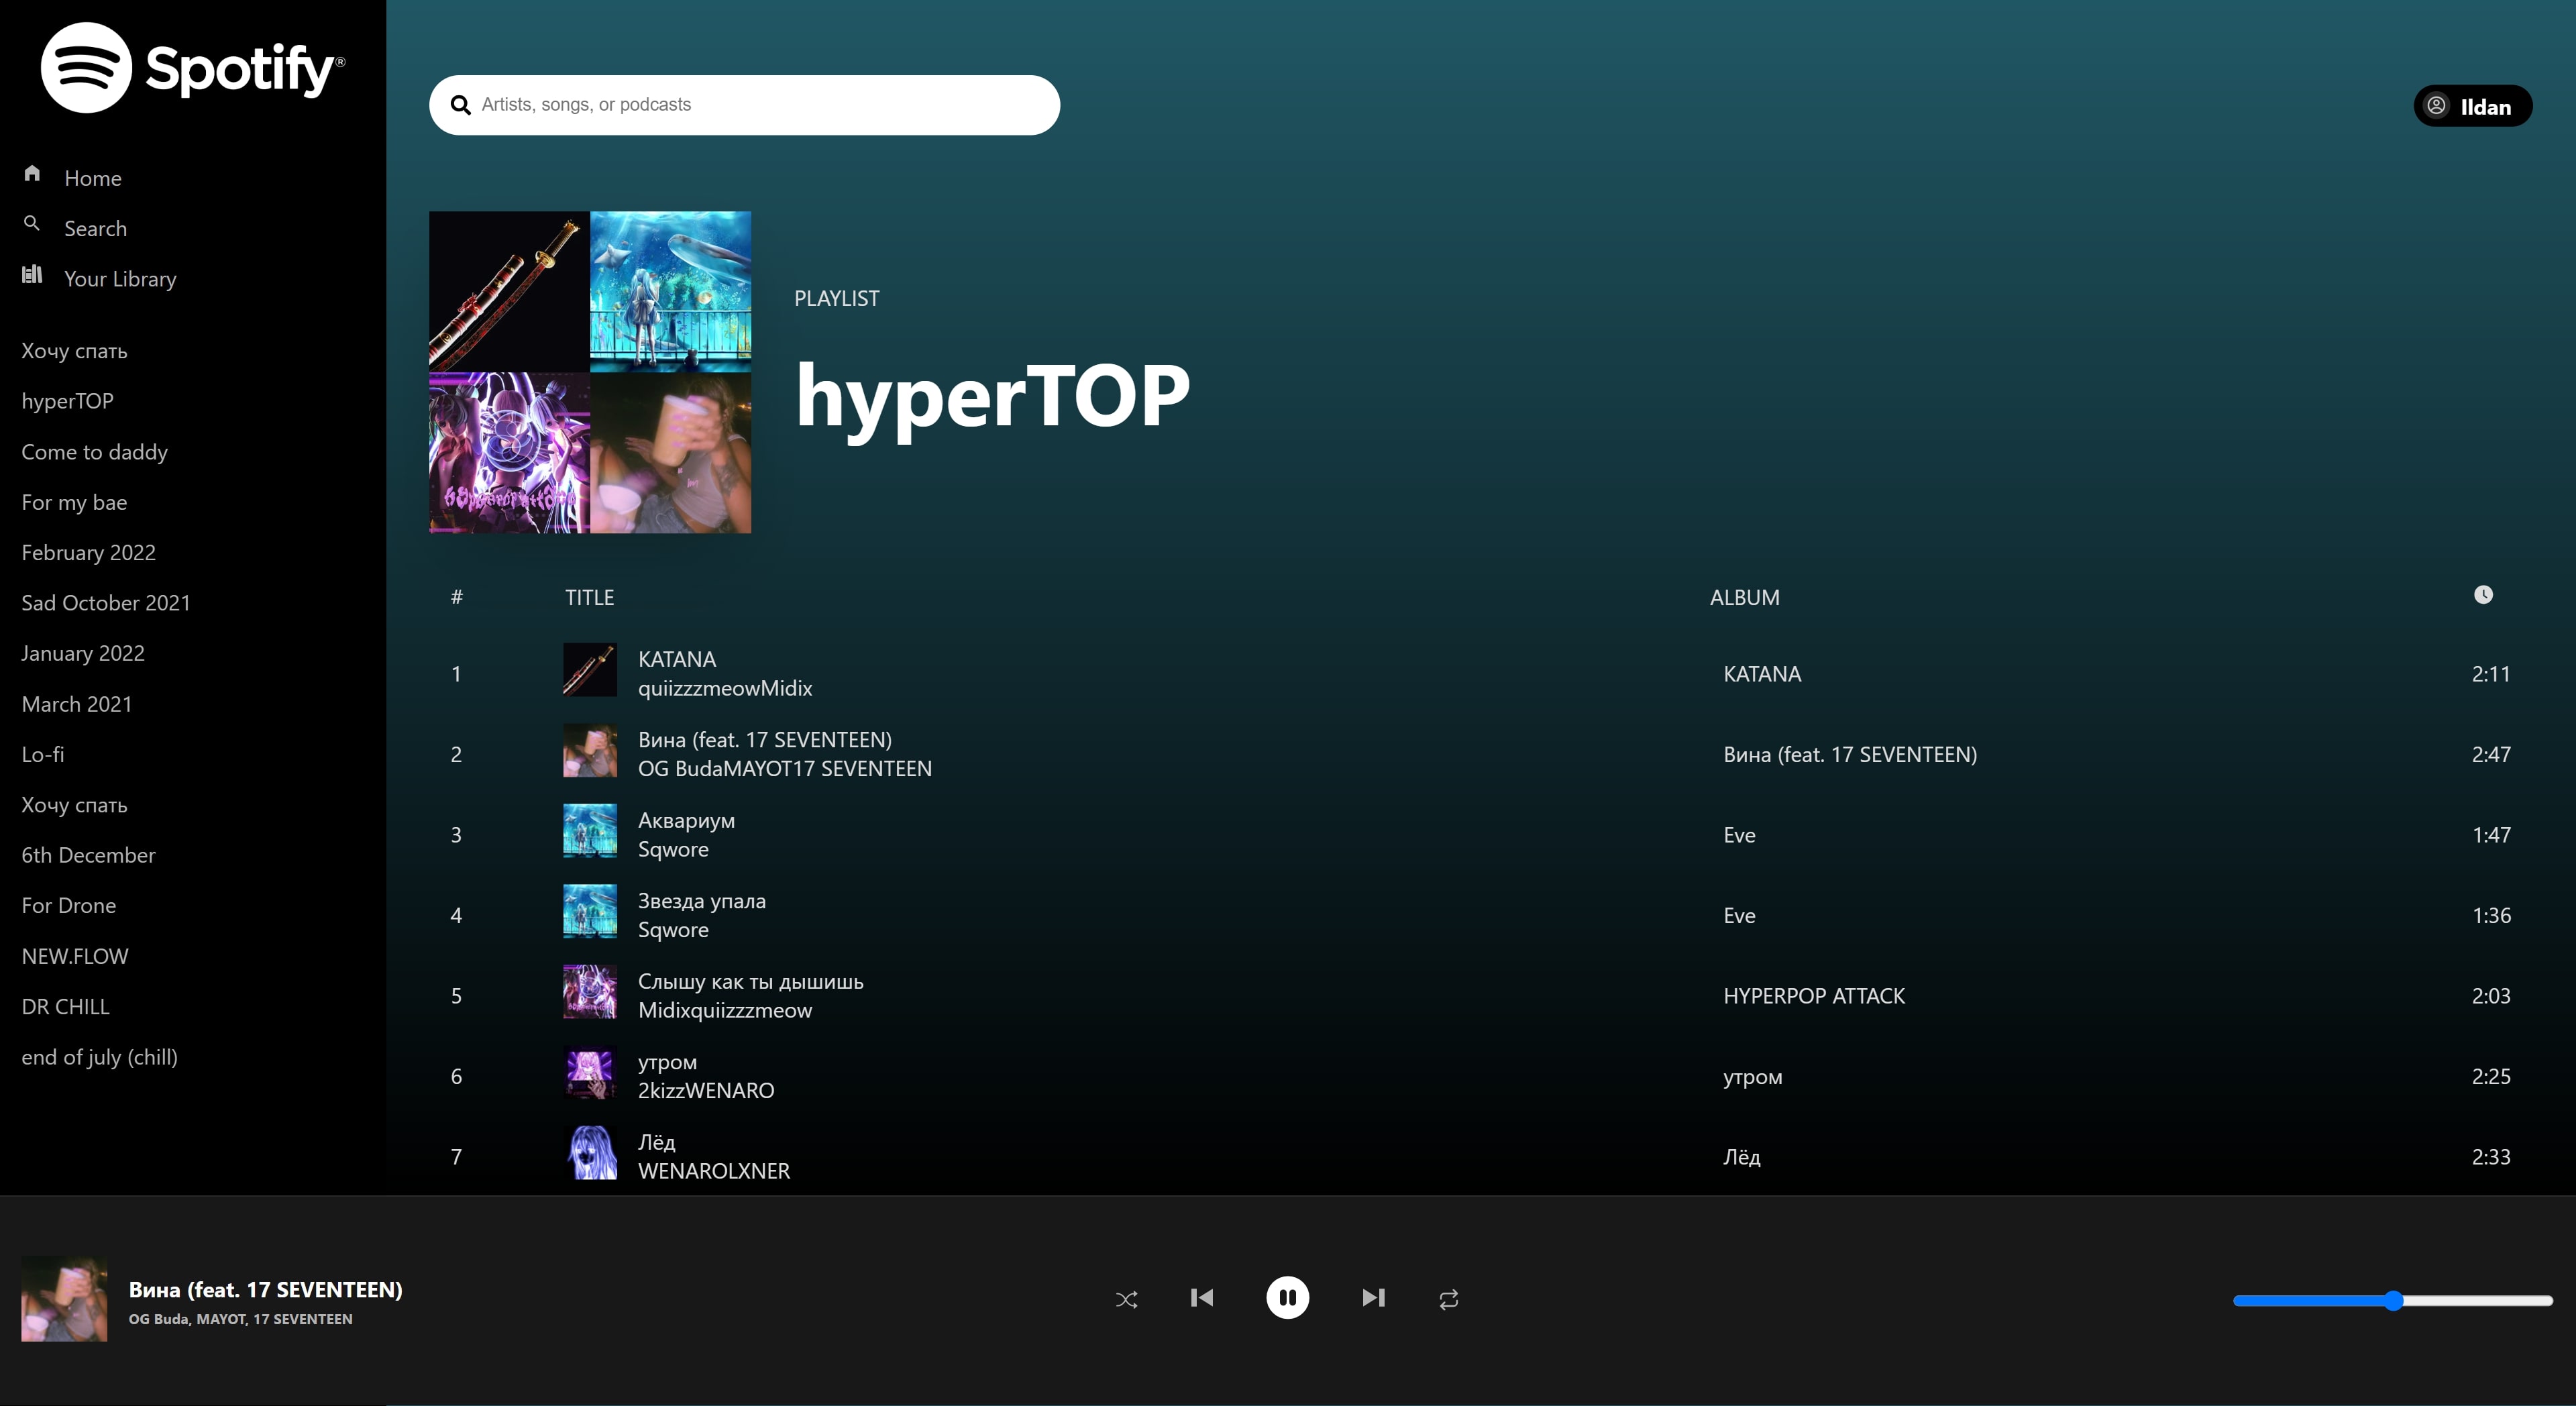 Spotify®
Home
Search
Your Library
Хочу спать
hyperTOP
Come to daddy
For my bae
February 2022
Sad October 2021
January 2022
March 2021
Lo-fi
Хочу спать
6th December
For Drone
NEW.FLOW
DR CHILL
end of july (chill)
Artists, songs, or podcasts
Ildan
PLAYLIST
hyperTOP
# TITLE ALBUM
1 KATANA KATANA 2:11
quiizzzmeowMidix
2 Вина (feat. 17 SEVENTEEN) Вина (feat. 17 SEVENTEEN) 2:47
OG BudaMAYOT17 SEVENTEEN
3 Аквариум Eve 1:47
Sqwore
4 Звезда упала Eve 1:36
Sqwore
5 Слышу как ты дышишь HYPERPOP ATTACK 2:03
Midixquiizzzmeow
6 утром утром 2:25
2kizzWENARO
7 Лёд Лёд 2:33
WENAROLXNER
Вина (feat. 17 SEVENTEEN)
OG Buda, MAYOT, 17 SEVENTEEN